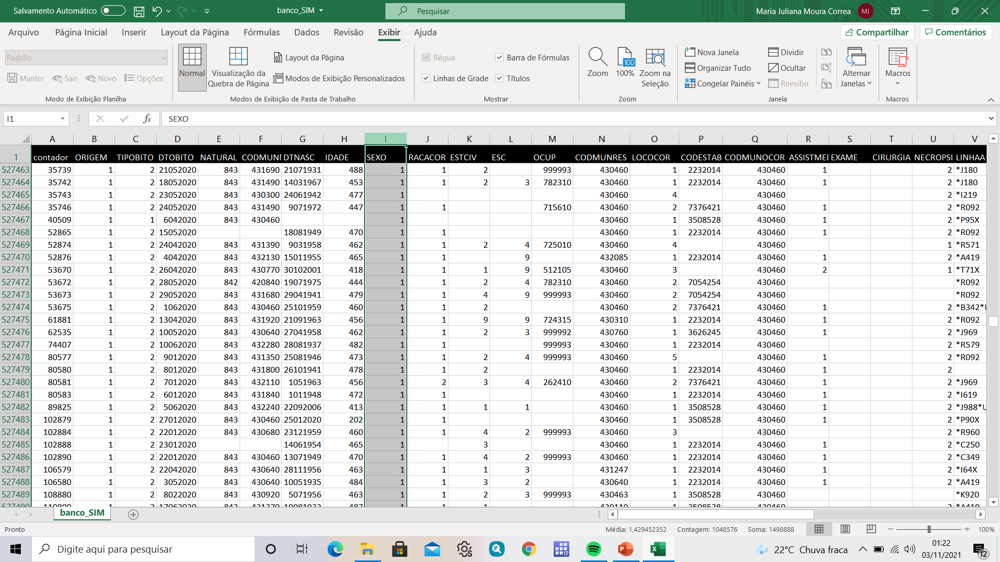 Salvamento Automático
banco_SIM
Pesquisar
Maria Juliana Moura Correa
MJ
Arquivo Página Inicial Inserir Layout da Página Fórmulas Dados Revisão Exibir Ajuda
Compartilhar
Comentários
Padrão
Manter Sair Novo Opções
Modo de Exibição Planilha
Normal
Visualização da
Quebra de Página
Layout da Página
Modos de Exibição Personalizados
Modos de Exibição de Pasta de Trabalho
Régua
Barra de Fórmulas
Linhas de Grade
Títulos
Mostrar
Zoom
100
100%
Zoom na
Seleção
Zoom
Nova Janela
Organizar Tudo
Congelar Painéis
Dividir
Ocultar
Reexibir
Alternar
Janelas
Janela
Macros
Macros
I1
fx
SEXO
A B C D E F G H I J K L M N O P Q R S T U V
1 contador ORIGEM TIPOBITO DTOBITO NATURAL CODMUNI DTNASC IDADE SEXO RACACOR ESTCIV ESC OCUP CODMUNRES LOCOCOR CODESTAB CODMUNOCOR ASSISTMEI EXAME CIRURGIA NECROPSI. LINHAA
527463 35739 1 2 21052020 843 431690 21071931 488 1 1 2 999993 430460 1 2232014 430460 1 2 *J180
527464 35742 1 2 18052020 843 431490 14031967 453 1 1 2 3 782310 430460 1 2232014 430460 1 2 *J180
527465 35743 1 2 23052020 843 430300 24061942 477 1 430460 4 430460 2 *I219
527466 35746 1 2 24052020 843 431490 9071972 447 1 1 715610 430460 2 7376421 430460 1 2 *R092
527467 40509 1 1 6042020 843 430460 1 430460 1 3508528 430460 1 2 *P95X
527468 52865 1 2 15052020 18081949 470 1 1 430460 1 2232014 430460 1 2 *R092
527469 52874 1 2 24042020 843 431390 9031958 462 1 1 2 4 725010 430460 4 430460 1 *R571
527470 52876 1 2 4042020 843 432130 15011955 465 1 1 9 432085 1 2232014 430460 1 2 *A419
527471 53670 1 2 26042020 843 430770 30102001 418 1 1 1 9 512105 430460 3 430460 2 1 *T71X
527472 53672 1 2 28052020 842 420840 19071975 444 1 1 2 4 782310 430460 2 7054254 430460 *R092
527473 53673 1 2 29052020 843 431680 29041941 479 1 1 4 9 999993 430460 2 7054254 430460 *R092
527474 53675 1 2 1062020 843 430460 25101959 460 1 1 2 430460 2 7376421 430460 1 2 *B342*U
527475 61881 1 2 13042020 843 431920 21091963 456 1 1 9 9 724315 430310 1 2232014 430460 1 2 *R092
527476 62535 1 2 10052020 843 430640 27041958 462 1 1 2 3 999992 430760 1 3626245 430460 1 2 *J969
527477 74407 1 2 10062020 843 432280 28081937 482 1 1 999993 430460 1 2232014 430460 2 *R579
527478 80577 1 2 9012020 843 431350 25081946 473 1 1 2 4 999993 430460 5 430460 1 2 *R092
527479 80580 1 2 8012020 843 431800 26101941 478 1 1 2 430460 1 2232014 430460 1 2
527480 80581 1 2 7012020 843 432110 1051963 456 1 2 3 4 262410 430460 2 7376421 430460 1 2 *J969
527481 80583 1 2 6012020 843 431840 1011948 472 1 1 430460 1 2232014 430460 1 2 *I619
527482 89825 1 2 5062020 843 432240 22092006 413 1 1 1 1 430460 1 3508528 430460 1 2 *J988*U
527483 102879 1 2 27012020 843 430460 25012020 202 1 1 430460 1 3508528 430460 1 2 *P90X
527484 102884 1 2 22012020 843 430680 23121959 460 1 1 4 2 999993 430460 3 430460 2 *R960
527485 102888 1 2 23012020 14061954 465 1 3 430460 1 2232014 430460 1 2 *C250
527486 102890 1 2 22012020 843 430460 13071949 470 1 1 4 2 999993 430460 1 2232014 430460 1 2 *C349
527487 106579 1 2 22042020 843 430640 28111956 463 1 1 1 3 431247 1 2232014 430460 1 2 *I64X
527488 106580 1 2 3052020 843 430640 10051935 484 1 1 3 2 430640 1 2232014 430460 1 2 *A419
527489 108880 1 2 8022020 843 430920 5071956 463 1 1 2 3 999993 430463 1 3508528 430460 *K920
banco_SIM
Pronto
Média: 1,429452352 Contagem: 1048576 Soma: 1498888
100%
Digite aqui para pesquisar
17
22°C Chuva fraca
01:22
03/11/2021
12